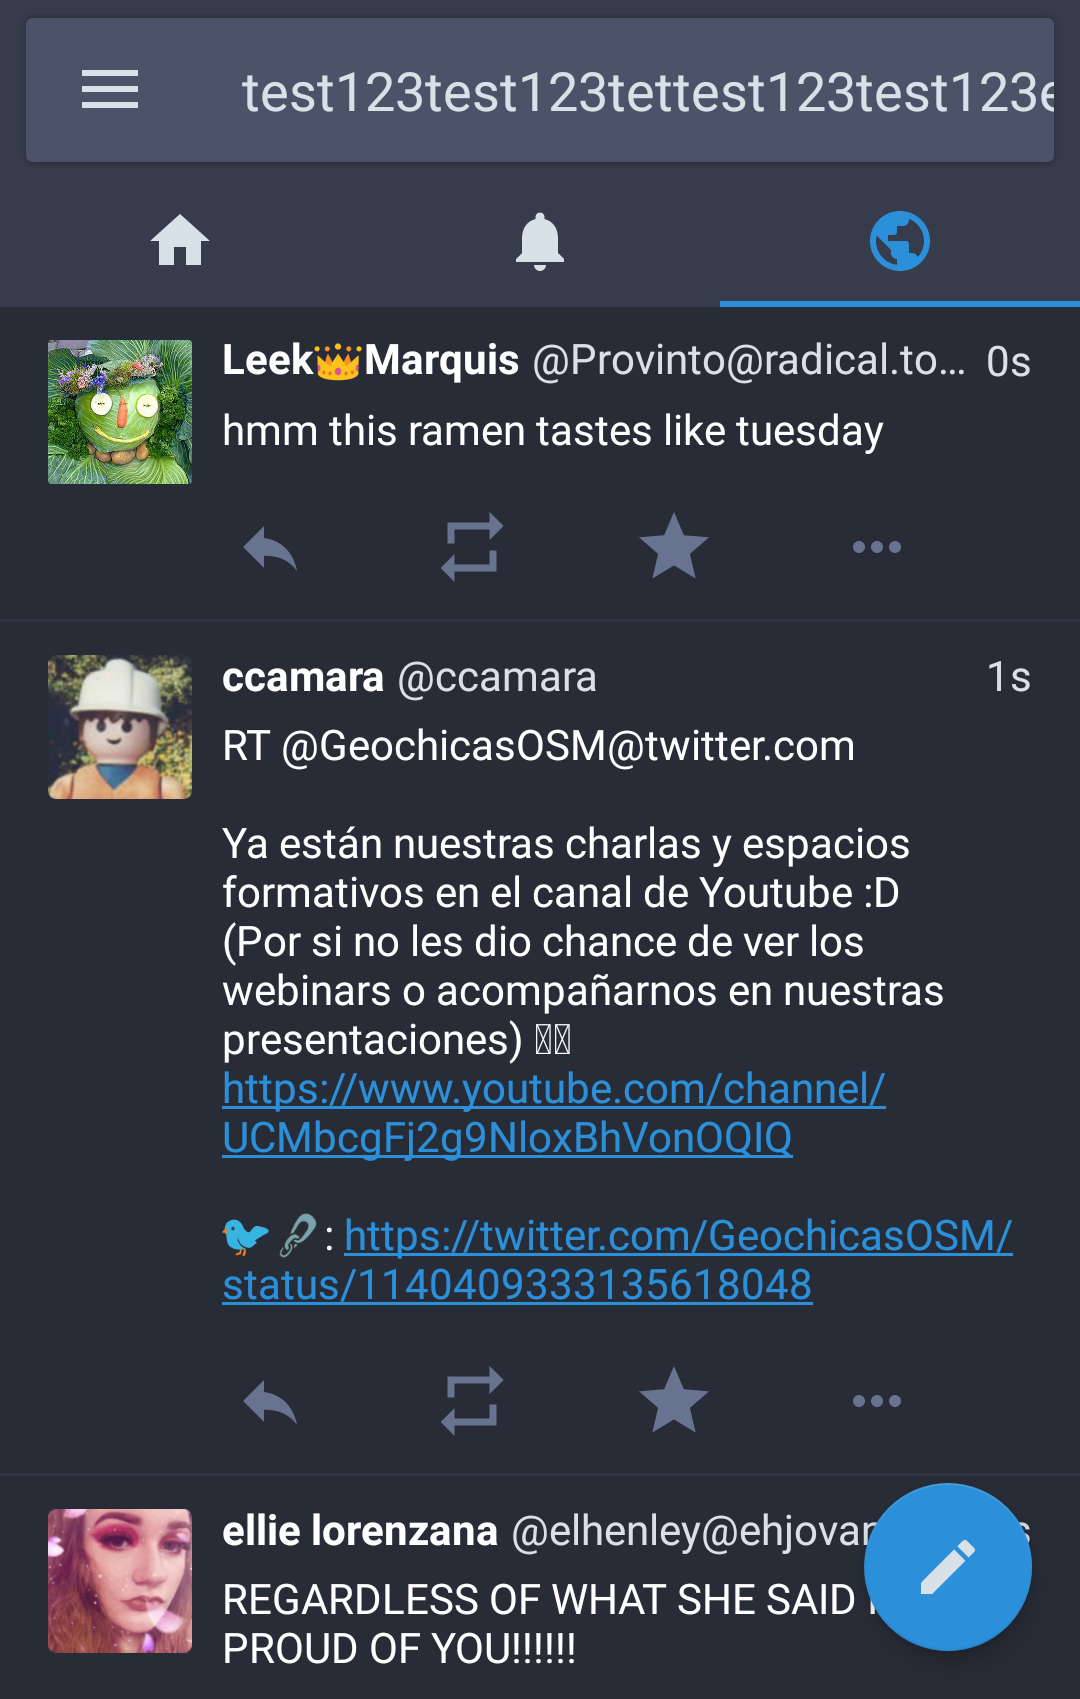 test123test123tettest123test123e
Leek👑Marquis @Provinto@radical.to... 0s
hmm this ramen tastes like tuesday
ccamara @ccamara 1s
RT @GeochicasOSM@twitter.com
Ya están nuestras charlas y espacios
formativos en el canal de Youtube :D
(Por si no les dio chance de ver los
webinars o acompañarnos en nuestras
presentaciones)
https://www.youtube.com/channel/
UCMbcgFj2g9NloxBhVonOQIQ
🐦🔗: https://twitter.com/GeochicasOSM/
status/1140409333135618048
ellie lorenzana @elhenley@ehjovan
REGARDLESS OF WHAT SHE SAID
PROUD OF YOU!!!!!!